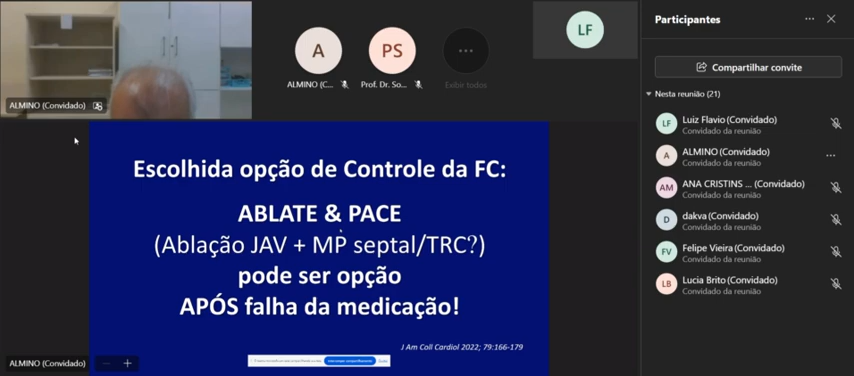 ALMINO (Convidado)
A
ALMINO (C...
PS
Prof. Dr. So...
Exibir todos
LF
Escolhida opção de Controle da FC:
ABLATE & PACE
(Ablação JAV + MP septal/TRC?)
pode ser opção
APÓS falha da medicação!
J Am Coll Cardiol 2022; 79:166-179
ALMINO (Convidado)
Participantes
Compartilhar convite
Nesta reunião (21)
LF
Luiz Flavio (Convidado)
Convidado da reunião
A
ALMINO (Convidado)
Convidado da reunião
AM
ANA CRISTINS ... (Convidado)
Convidado da reunião
D
dakva (Convidado)
Convidado da reunião
FV
Felipe Vieira (Convidado)
Convidado da reunião
LB
Lucia Brito (Convidado)
Convidado da reunião